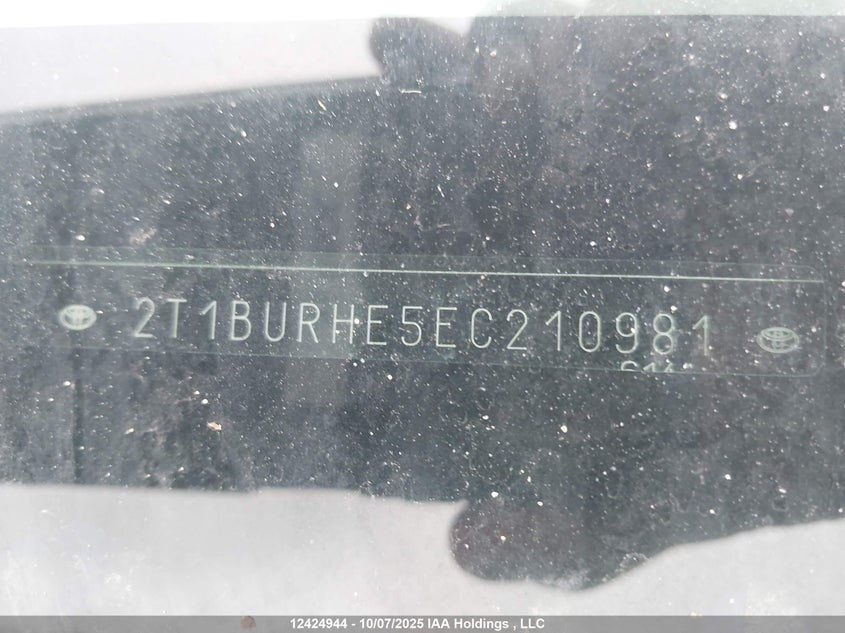 2T1BURHE5EC210981
12424944 - 10/07/2025 IAA Holdings , LLC